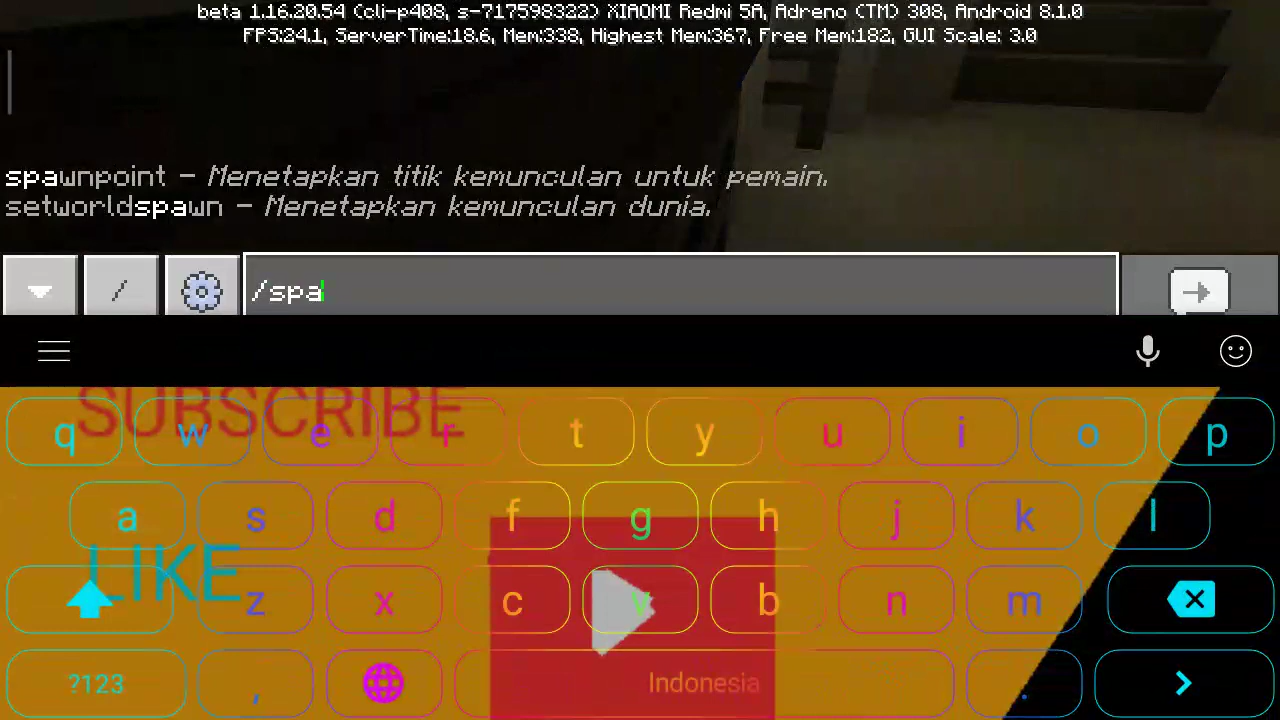 beta 1.16.20.54 (cli-p408, s-717598322) XIAOMI Redmi 5A, Adreno (TM) 308, Android 8.1.0
FPS:24.1, ServerTime:18.6, Mem:338, Highest Mem:367, Free Mem:182, GUI Scale: 3.0
spawnpoint - Menetapkan titik kemunculan untuk pemain.
setworldspawn - Menetapkan kemunculan dunia.
/
/spa
SUBSCRIBE
q w e r t y u i o p
a s d f g h j k l
LIKE
z x c v b n m
?123 , Indonesia .